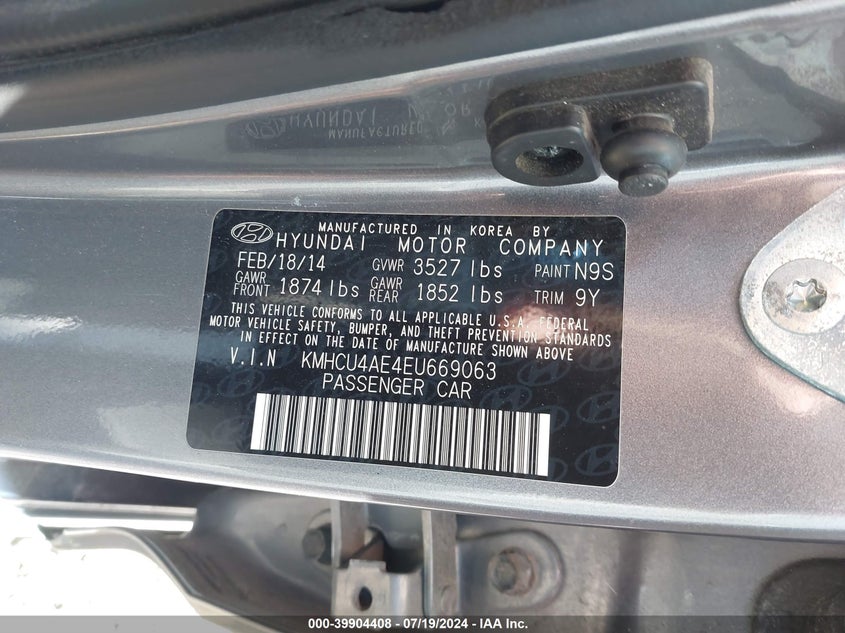 MANUFACTURED IN KOREA BY
HYUNDAI MOTOR COMPANY
FEB/18/14 GVWR 3527 lbs PAINT N9S
GAWR FRONT 1874 lbs GAWR REAR 1852 lbs TRIM 9Y
THIS VEHICLE CONFORMS TO ALL APPLICABLE U.S.A. FEDERAL
MOTOR VEHICLE SAFETY, BUMPER, AND THEFT PREVENTION STANDARDS
IN EFFECT ON THE DATE OF MANUFACTURE SHOWN ABOVE
V.I.N KMHCU4AE4EU669063
PASSENGER CAR
000-39904408 - 07/19/2024 - IAA Inc.